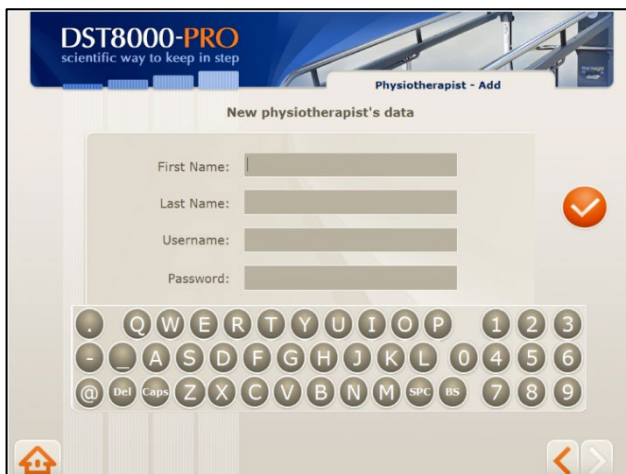 DST8000-PRO
scientific way to keep in step
Physiotherapist - Add
New physiotherapist's data
First Name:
Last Name:
Username:
Password:
. Q W E R T Y U I O P 1 2 3
- _ A S D F G H J K L 0 4 5 6
@ Del Caps Z X C V B N M SPC BS 7 8 9